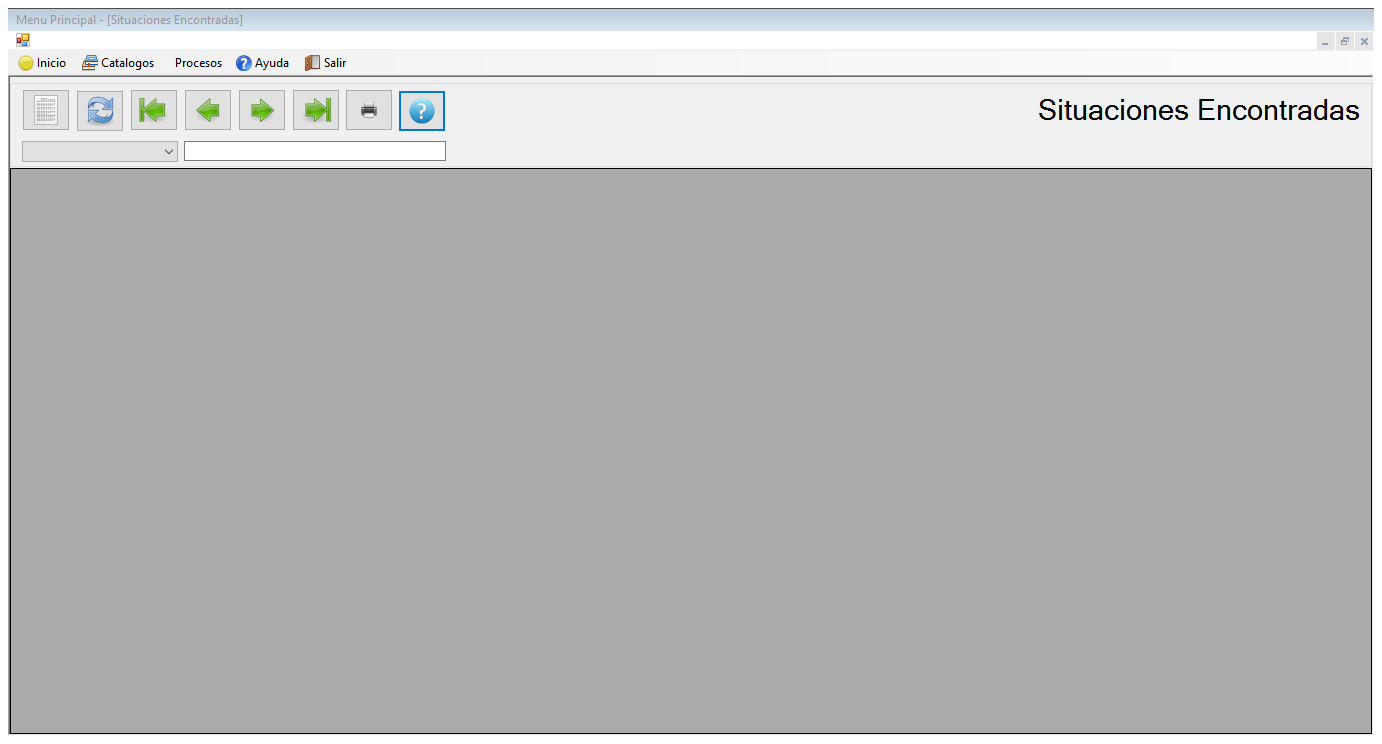 Menu Principal - [Situaciones Encontradas]
Inicio Catalogos Procesos Ayuda Salir
Situaciones Encontradas